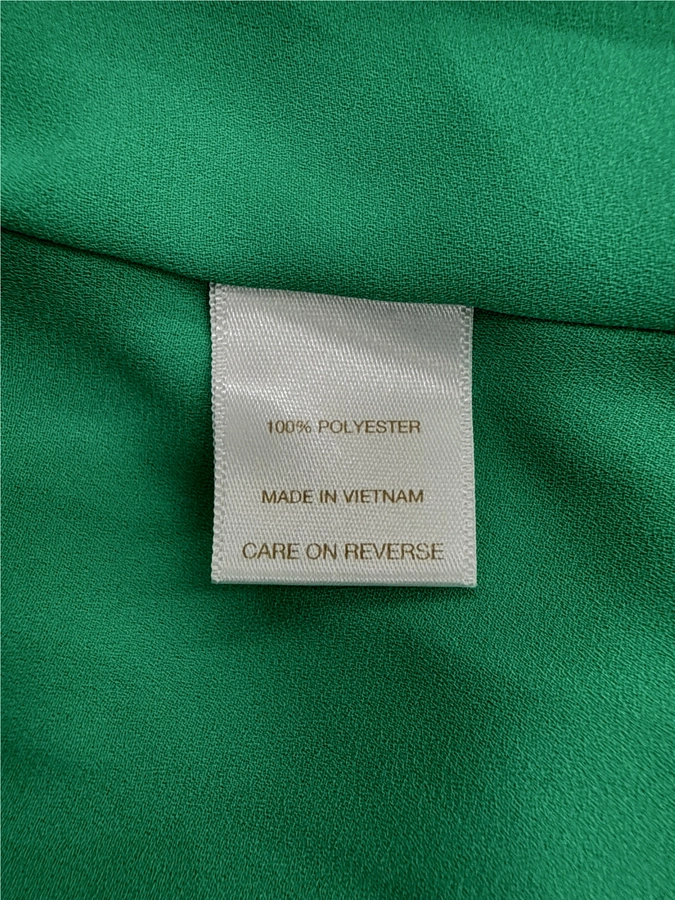 100% POLYESTER
MADE IN VIETNAM
CARE ON REVERSE